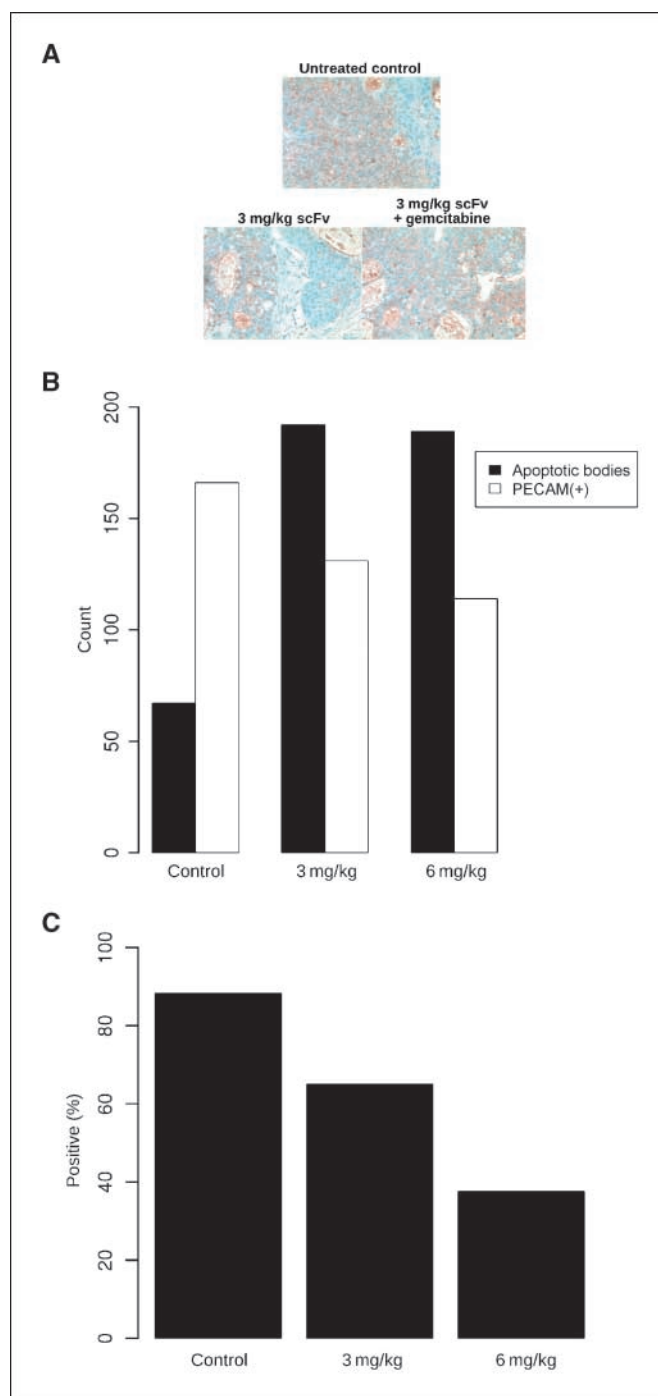 A
Untreated control
3 mg/kg scFv
3 mg/kg scFv
+ gemcitabine
B
200
150
100
50
0
Count
Apoptotic bodies
PECAM(+)
Control
3 mg/kg
6 mg/kg
C
100
80
60
40
20
0
Positive (%)
Control
3 mg/kg
6 mg/kg